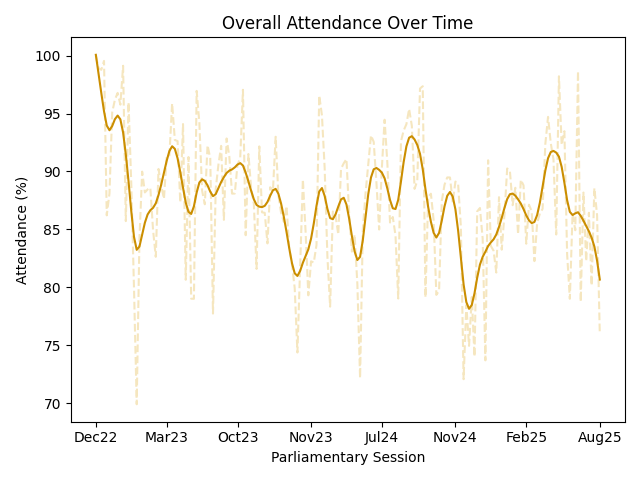 Overall Attendance Over Time
Attendance (%)
100
95
90
85
80
75
70
Dec22 Mar23 Oct23 Nov23 Jul24 Nov24 Feb25 Aug25
Parliamentary Session